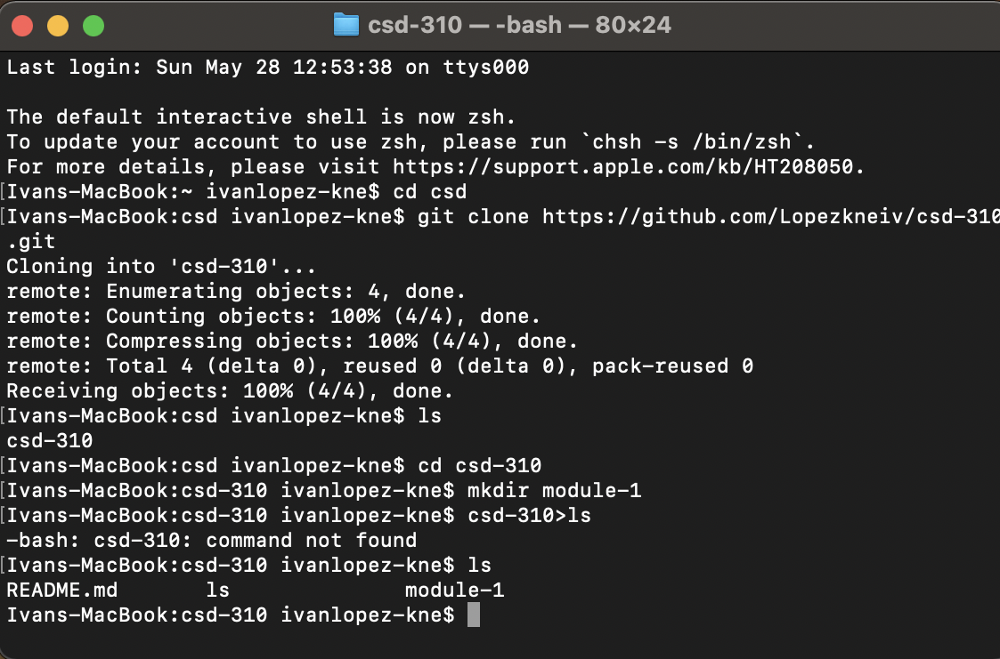 csd-310 — -bash — 80×24
Last login: Sun May 28 12:53:38 on ttys000
The default interactive shell is now zsh.
To update your account to use zsh, please run `chsh -s /bin/zsh`.
For more details, please visit https://support.apple.com/kb/HT208050.
[Ivans-MacBook:~ ivanlopez-kne$ cd csd
[Ivans-MacBook:csd ivanlopez-kne$ git clone https://github.com/Lopezkneiv/csd-310
.git
Cloning into 'csd-310'...
remote: Enumerating objects: 4, done.
remote: Counting objects: 100% (4/4), done.
remote: Compressing objects: 100% (4/4), done.
remote: Total 4 (delta 0), reused 0 (delta 0), pack-reused 0
Receiving objects: 100% (4/4), done.
[Ivans-MacBook:csd ivanlopez-kne$ ls
csd-310
[Ivans-MacBook:csd ivanlopez-kne$ cd csd-310
[Ivans-MacBook:csd-310 ivanlopez-kne$ mkdir module-1
[Ivans-MacBook:csd-310 ivanlopez-kne$ csd-310>ls
-bash: csd-310: command not found
[Ivans-MacBook:csd-310 ivanlopez-kne$ ls
README.md       ls              module-1
Ivans-MacBook:csd-310 ivanlopez-kne$